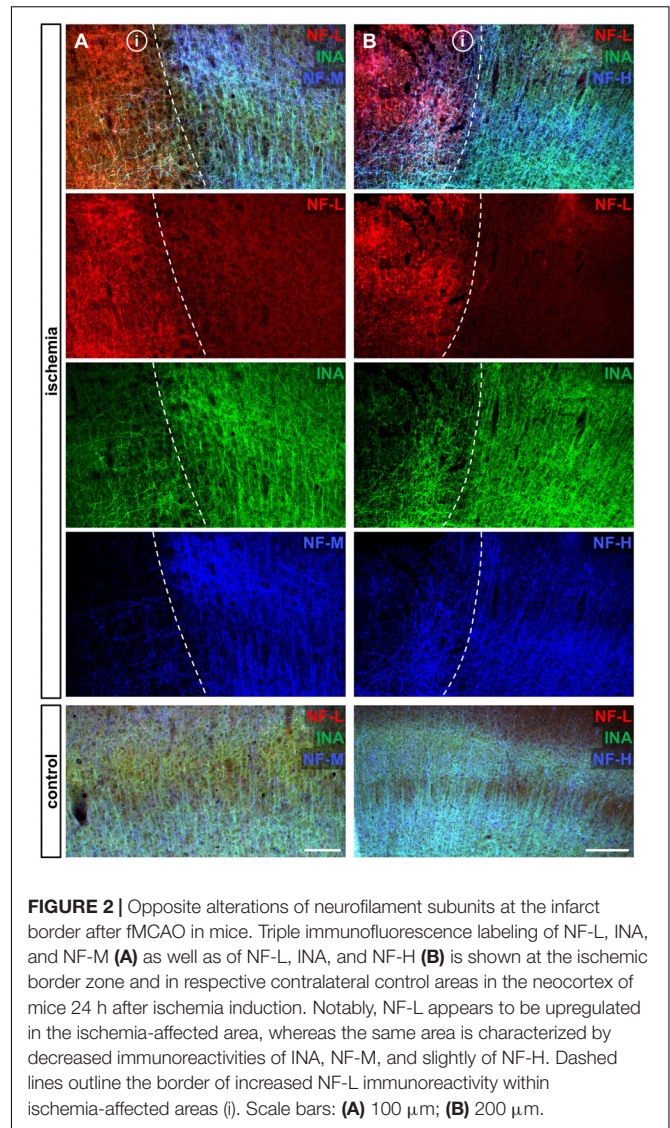 A
i
NF-L
INA
NF-M
B
i
NF-L
INA
NF-H
NF-L
NF-L
ischemia
INA
INA
NF-M
NF-H
control
NF-L
INA
NF-M
NF-L
INA
NF-H
FIGURE 2 | Opposite alterations of neurofilament subunits at the infarct
border after fMCAO in mice. Triple immunofluorescence labeling of NF-L, INA,
and NF-M (A) as well as of NF-L, INA, and NF-H (B) is shown at the ischemic
border zone and in respective contralateral control areas in the neocortex of
mice 24 h after ischemia induction. Notably, NF-L appears to be upregulated
in the ischemia-affected area, whereas the same area is characterized by
decreased immunoreactivities of INA, NF-M, and slightly of NF-H. Dashed
lines outline the border of increased NF-L immunoreactivity within
ischemia-affected areas (i). Scale bars: (A) 100 μm; (B) 200 μm.